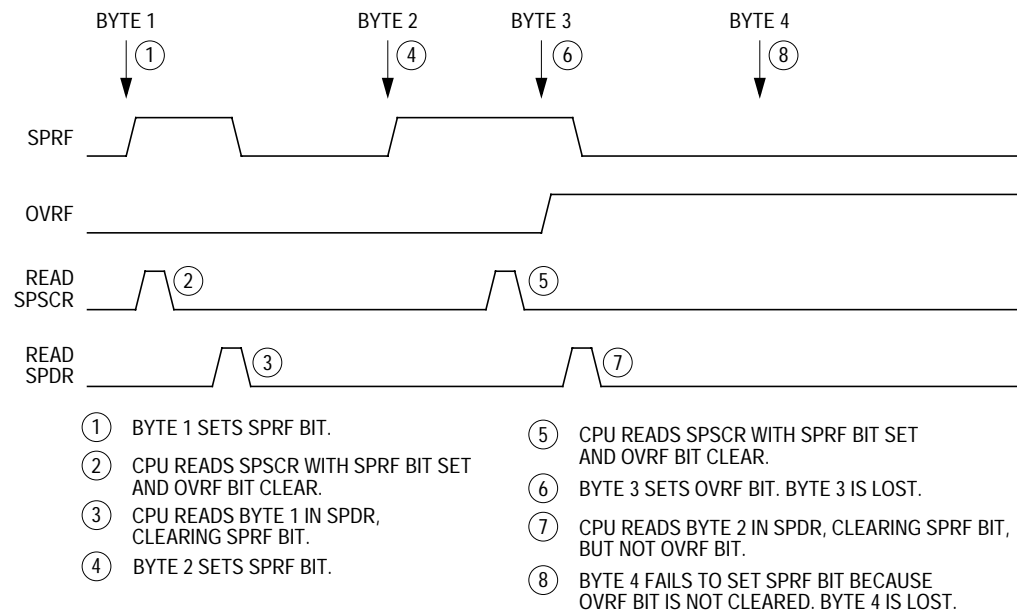 BYTE 1 BYTE 2 BYTE 3 BYTE 4
1 4 6 8
SPRF
OVRF
READ
SPSCR
2 5
READ
SPDR
3 7
1 BYTE 1 SETS SPRF BIT.
2 CPU READS SPSCR WITH SPRF BIT SET
AND OVRF BIT CLEAR.
3 CPU READS BYTE 1 IN SPDR,
CLEARING SPRF BIT.
4 BYTE 2 SETS SPRF BIT.
5 CPU READS SPSCR WITH SPRF BIT SET
AND OVRF BIT CLEAR.
6 BYTE 3 SETS OVRF BIT. BYTE 3 IS LOST.
7 CPU READS BYTE 2 IN SPDR, CLEARING SPRF BIT,
BUT NOT OVRF BIT.
8 BYTE 4 FAILS TO SET SPRF BIT BECAUSE
OVRF BIT IS NOT CLEARED. BYTE 4 IS LOST.